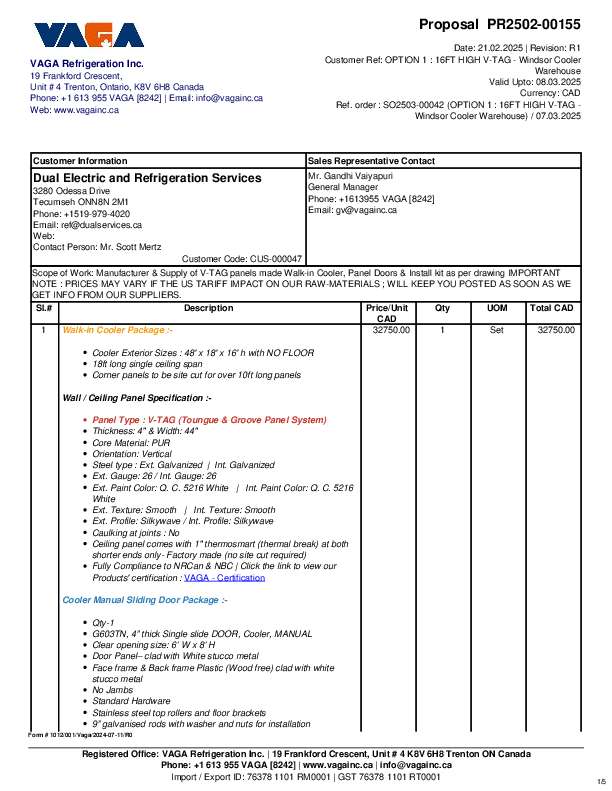 VAGA
Proposal PR2502-00155
VAGA Refrigeration Inc.
19 Frankford Crescent,
Unit # 4 Trenton, Ontario, K8V 6H8 Canada
Phone: +1 613 955 VAGA [8242] | Email: info@vagainc.ca
Web: www.vagainc.ca
Date: 21.02.2025 | Revision: R1
Customer Ref: OPTION 1 : 16FT HIGH V-TAG - Windsor Cooler
Warehouse
Valid Upto: 08.03.2025
Currency: CAD
Ref. order : SO2503-00042 (OPTION 1 : 16FT HIGH V-TAG -
Windsor Cooler Warehouse) / 07.03.2025
Customer Information
Dual Electric and Refrigeration Services
3280 Odessa Drive
Tecumseh ONN8N 2M1
Phone: +1519-979-4020
Email: ref@dualservices.ca
Web:
Contact Person: Mr. Scott Mertz
Customer Code: CUS-000047
Sales Representative Contact
Mr. Gandhi Vaiyapuri
General Manager
Phone: +1613955 VAGA [8242]
Email: gv@vagainc.ca
Scope of Work: Manufacturer & Supply of V-TAG panels made Walk-in Cooler, Panel Doors & Install kit as per drawing IMPORTANT
NOTE : PRICES MAY VARIF IF THE US TARIFF IMPACT ON OUR RAW-MATERIALS ; WILL KEEP YOU POSTED AS SOON AS WE
GET INFO FROM OUR SUPPLIERS.
Sl.# Description Price/Unit CAD Qty UOM Total CAD
1 Walk-In Cooler Package :- 32750.00 1 Set 32750.00
• Cooler Exterior Sizes : 48' x 18' x 16' h with NO FLOOR
• 18ft long single ceiling span
• Corner panels to be site cut for over 10ft long panels
Wall / Ceiling Panel Specification :-
• Panel Type : V-TAG (Toungue & Groove Panel System)
• Thickness: 4" & Width: 44"
• Core Material: PUR
• Orientation: Vertical
• Steel type : Ext. Galvanized | Int. Galvanized
• Ext. Gauge: 26 / Int. Gauge: 26
• Ext. Paint Color: Q. C. 5216 White | Int. Paint Color: Q. C. 5216
White
• Ext. Texture: Smooth | Int. Texture: Smooth
• Ext. Profile: Silkywave / Int. Profile: Silkywave
• Caulking at joints : No
• Ceiling panel comes with 1" thermosmart (thermal break) at both
shorter ends only- Factory made (no site cut required)
• Fully Compliance to NRCan & NBC | Click the link to view our
Products' certification : VAGA - Certification
Cooler Manual Sliding Door Package :-
• Qty-1
• G603TN, 4" thick Single slide DOOR, Cooler, MANUAL
• Clear opening size: 6' W x 8' H
• Door Panel– clad with White stucco metal
• Face frame & Back frame Plastic (Wood free) clad with white
stucco metal
• No Jambs
• Standard Hardware
• Stainless steel top rollers and floor brackets
• 9" galvanised rods with washer and nuts for installation
Form # 1012/001/Vaga/2024-07-11/R0
Registered Office: VAGA Refrigeration Inc. | 19 Frankford Crescent, Unit # 4 K8V 6H8 Trenton ON Canada
Phone: +1 613 955 VAGA [8242] | www.vagainc.ca | info@vagainc.ca
Import / Export ID: 76378 1101 RM0001 | GST 76378 1101 RT0001
1/5